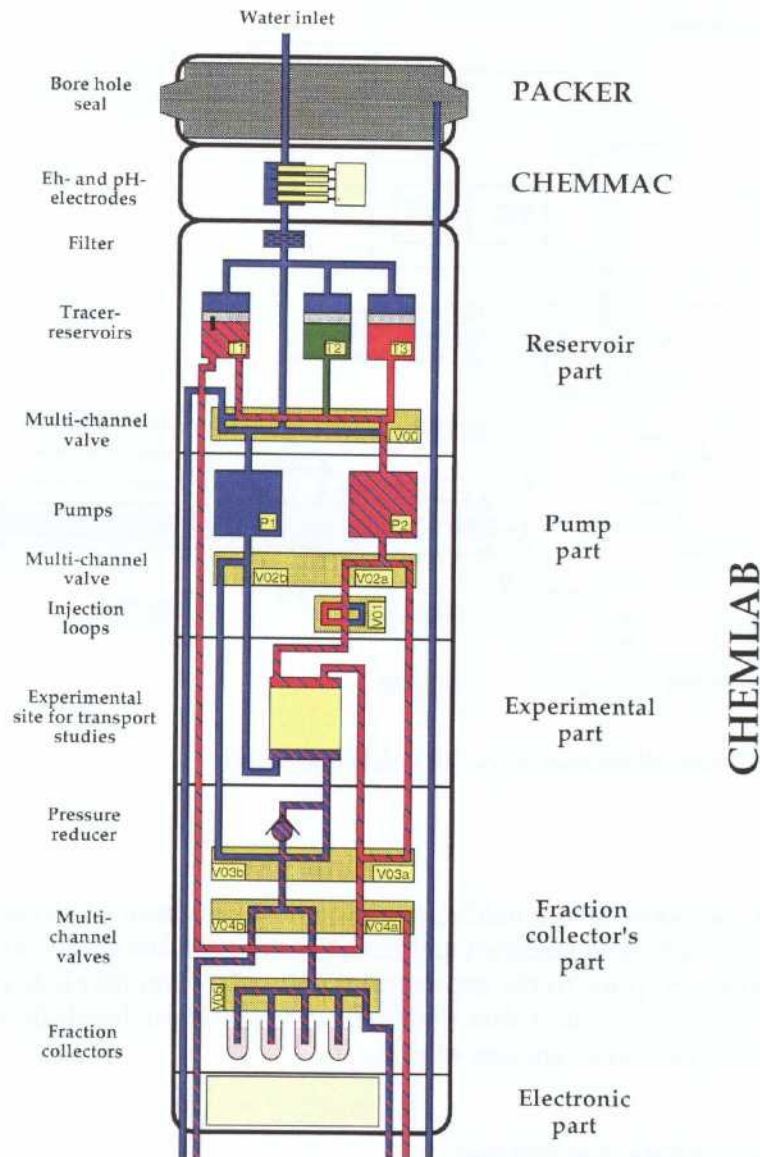 Water inlet
Bore hole
seal
PACKER
Eh- and pH-
electrodes
CHEMMAC
Filter
Tracer-
reservoirs
T1
T2
T3
Reservoir
part
Multi-channel
valve
V00
Pumps
P1
P2
Pump
part
Multi-channel
valve
V02b
V02a
Injection
loops
V01
CHEMLAB
Experimental
site for transport
studies
Experimental
part
Pressure
reducer
V03b
V03a
Multi-
channel
valves
V04b
V04a
Fraction
collector's
part
Fraction
collectors
Electronic
part